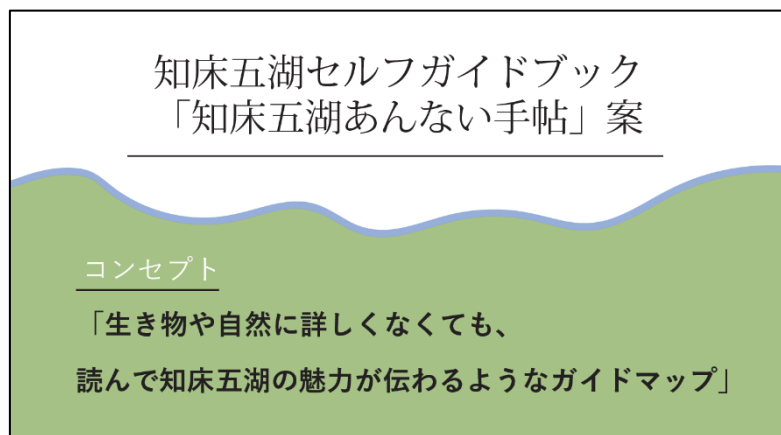 知床五湖セルフガイドブック
「知床五湖あんない手帖」案
コンセプト
「生き物や自然に詳しくなくても、
読んで知床五湖の魅力が伝わるようなガイドマップ」